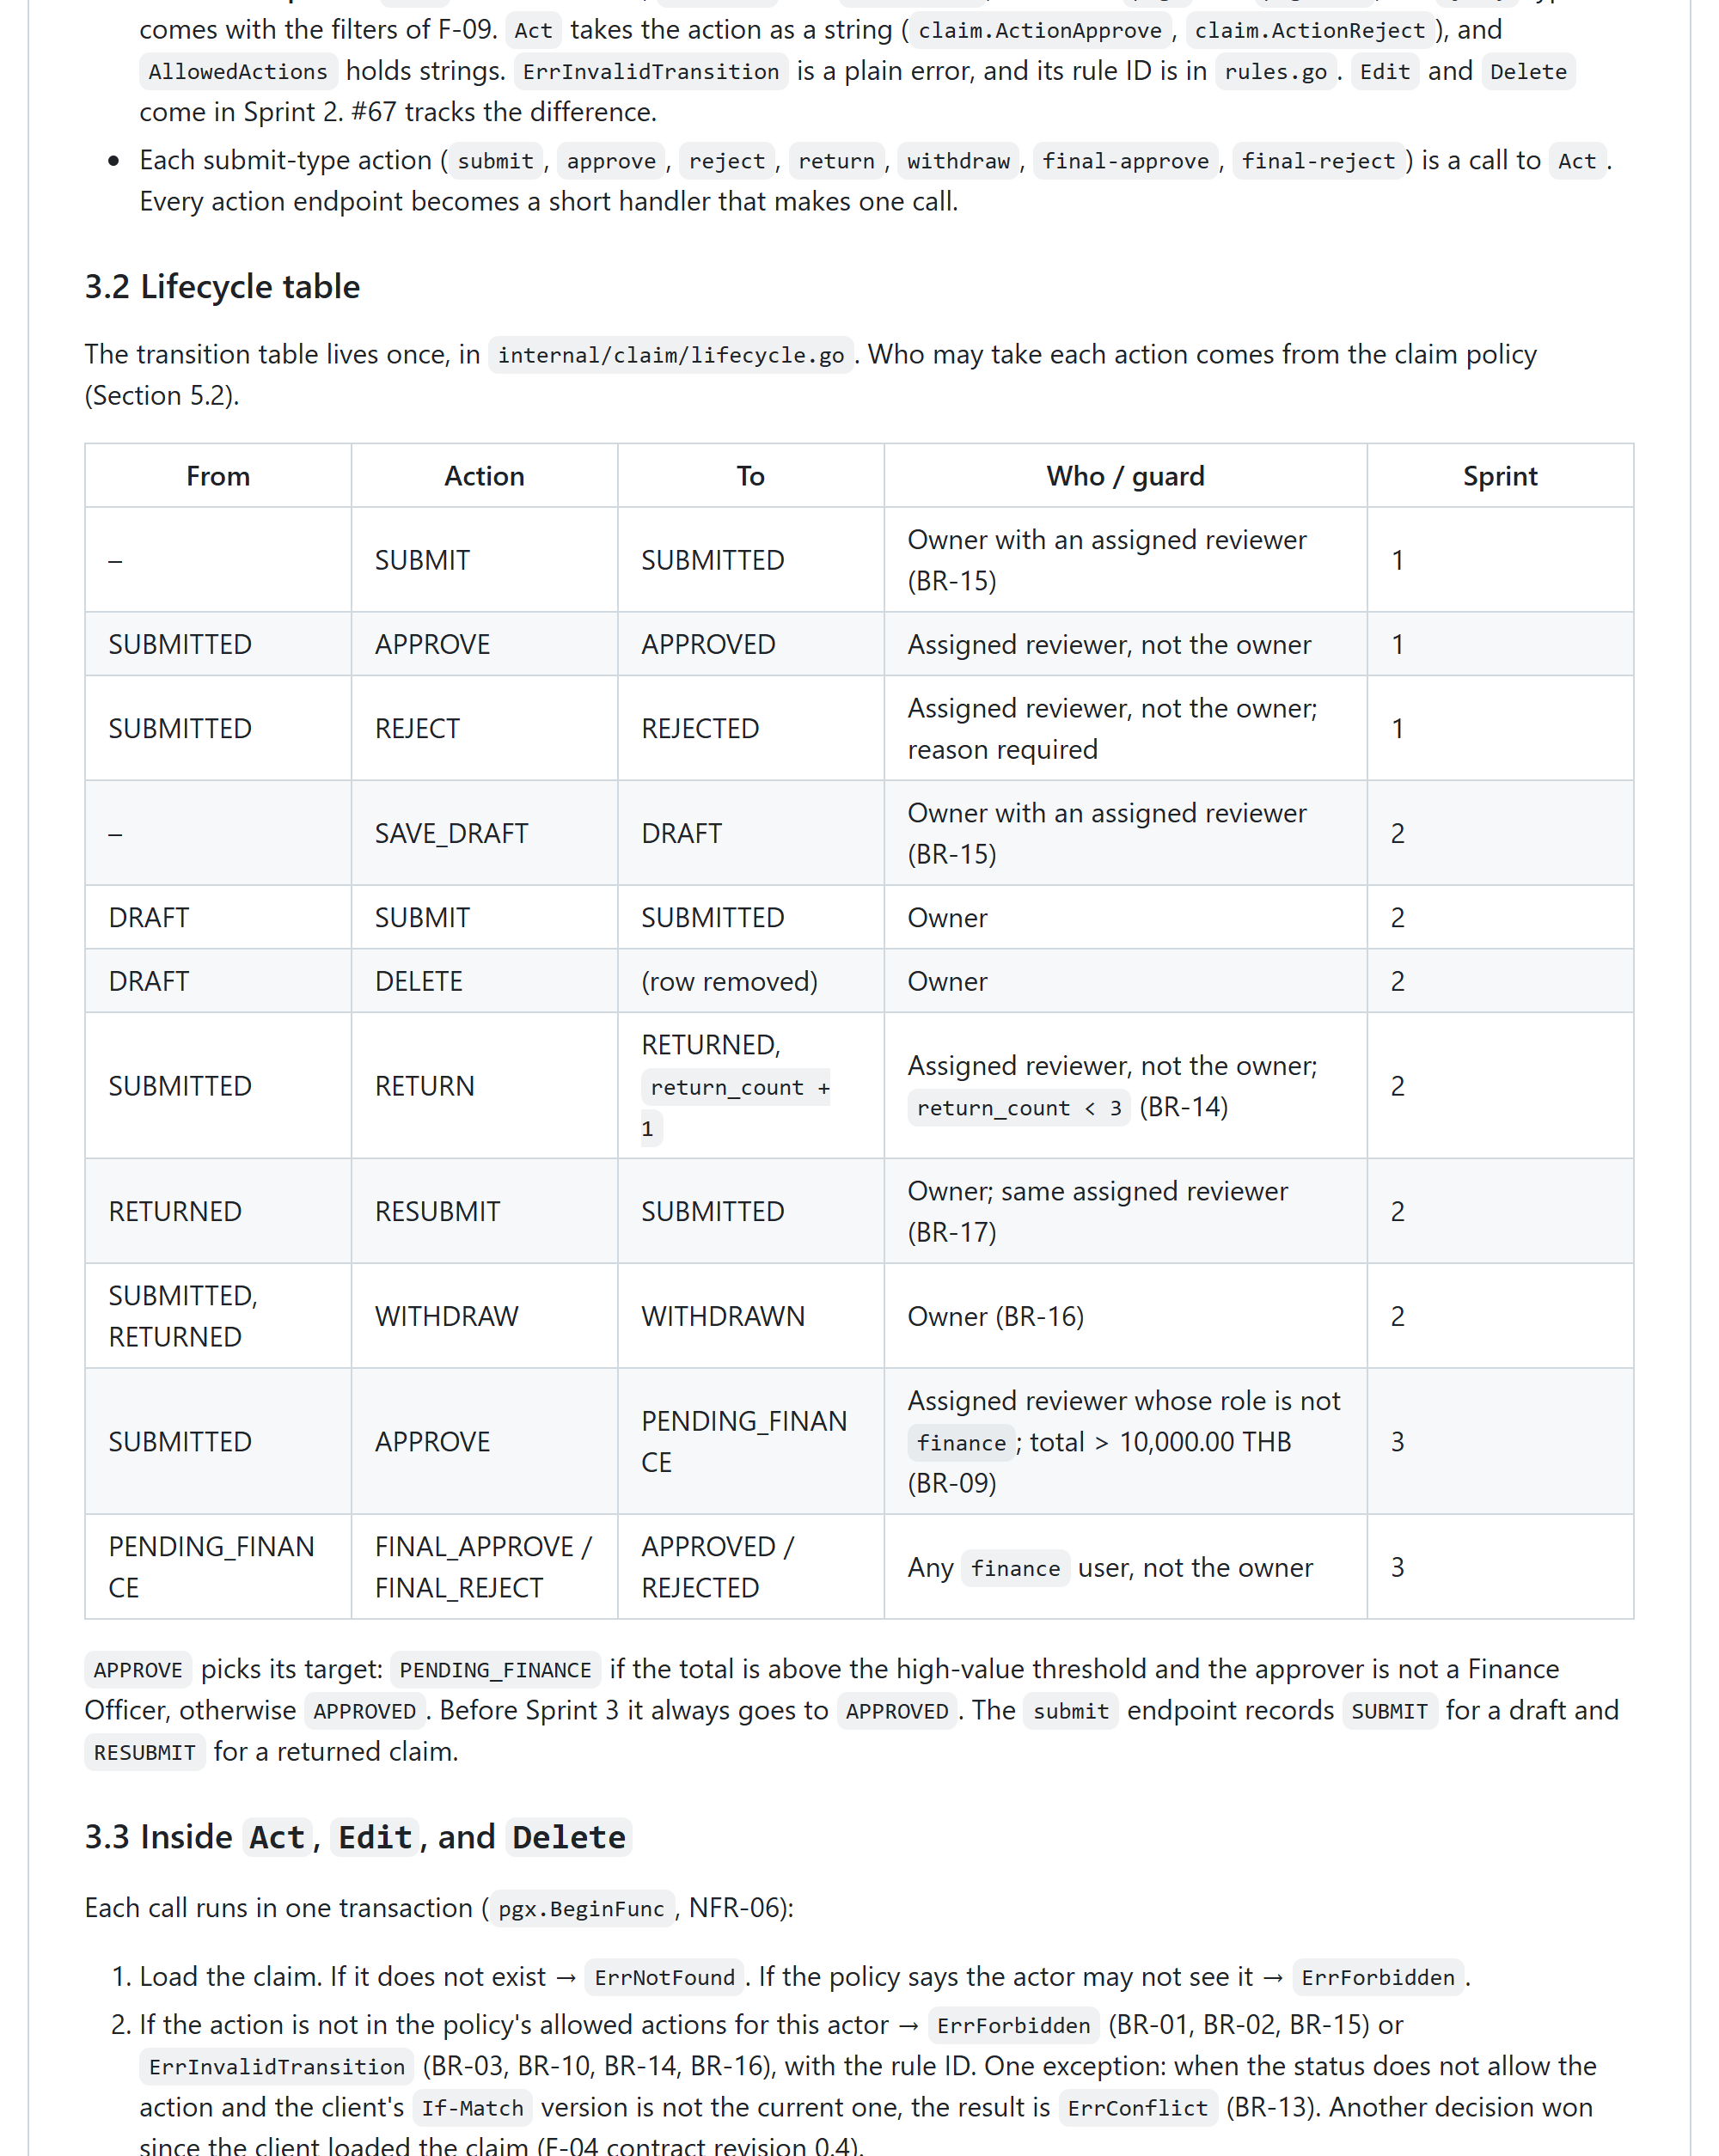 comes with the filters of F-09. Act takes the action as a string (claim.ActionApprove, claim.ActionReject), and
AllowedActions holds strings. ErrInvalidTransition is a plain error, and its rule ID is in rules.go. Edit and Delete
come in Sprint 2. #67 tracks the difference.
• Each submit-type action (submit, approve, reject, return, withdraw, final-approve, final-reject) is a call to Act.
Every action endpoint becomes a short handler that makes one call.
3.2 Lifecycle table
The transition table lives once, in internal/claim/lifecycle.go. Who may take each action comes from the claim policy
(Section 5.2).
From Action To Who / guard Sprint
– SUBMIT SUBMITTED Owner with an assigned reviewer
(BR-15) 1
SUBMITTED APPROVE APPROVED Assigned reviewer, not the owner 1
SUBMITTED REJECT REJECTED Assigned reviewer, not the owner;
reason required 1
– SAVE_DRAFT DRAFT Owner with an assigned reviewer
(BR-15) 2
DRAFT SUBMIT SUBMITTED Owner 2
DRAFT DELETE (row removed) Owner 2
SUBMITTED RETURN RETURNED,
return_count +
1
Assigned reviewer, not the owner;
return_count < 3 (BR-14) 2
RETURNED RESUBMIT SUBMITTED Owner; same assigned reviewer
(BR-17) 2
SUBMITTED,
RETURNED WITHDRAW WITHDRAWN Owner (BR-16) 2
SUBMITTED APPROVE PENDING_FINAN
CE
Assigned reviewer whose role is not
finance; total > 10,000.00 THB
(BR-09) 3
PENDING_FINAN
CE
FINAL_APPROVE /
FINAL_REJECT
APPROVED /
REJECTED
Any finance user, not the owner 3
APPROVE picks its target: PENDING_FINANCE if the total is above the high-value threshold and the approver is not a Finance
Officer, otherwise APPROVED. Before Sprint 3 it always goes to APPROVED. The submit endpoint records SUBMIT for a draft and
RESUBMIT for a returned claim.
3.3 Inside Act, Edit, and Delete
Each call runs in one transaction (pgx.BeginFunc, NFR-06):
1. Load the claim. If it does not exist → ErrNotFound. If the policy says the actor may not see it → ErrForbidden.
2. If the action is not in the policy's allowed actions for this actor → ErrForbidden (BR-01, BR-02, BR-15) or
ErrInvalidTransition (BR-03, BR-10, BR-14, BR-16), with the rule ID. One exception: when the status does not allow the
action and the client's If-Match version is not the current one, the result is ErrConflict (BR-13). Another decision won
since the client loaded the claim (F-04 contract revision 0.4).